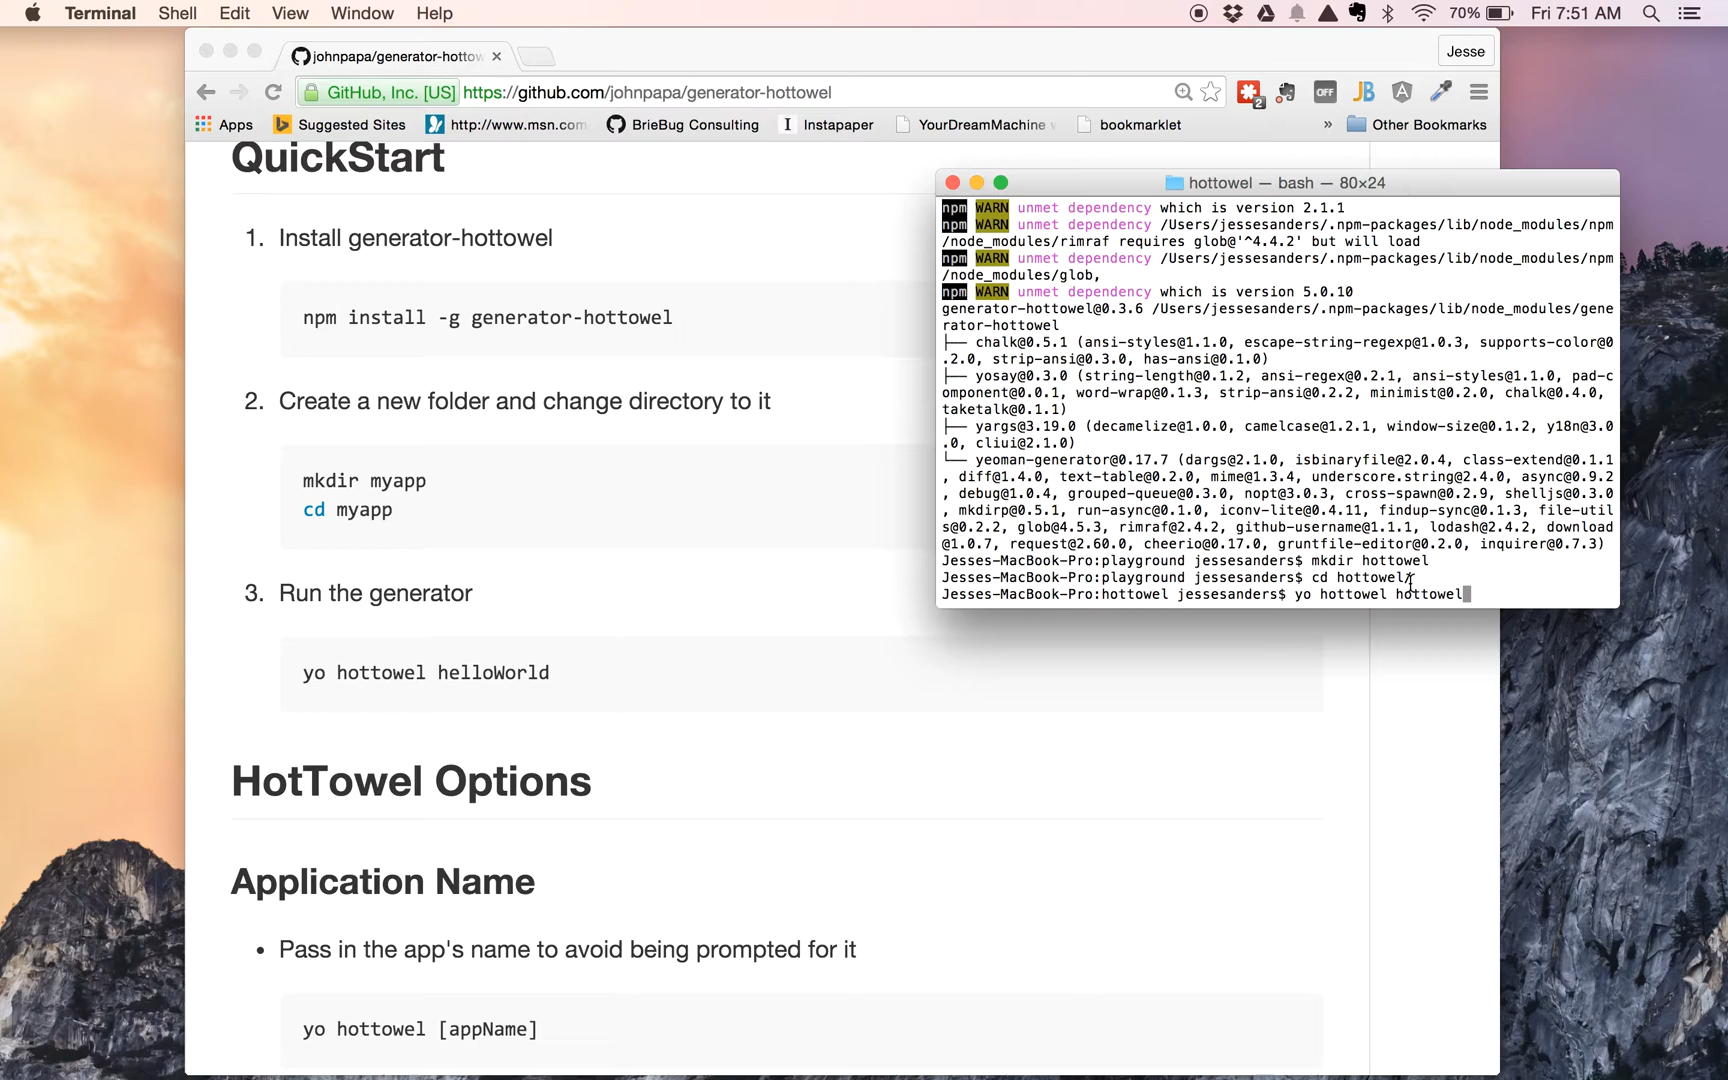 Terminal Shell Edit View Window Help 70% Fri 7:51 AM
johnpapa/generator-hottow
Jesse
GitHub, Inc. [US] https://github.com/johnpapa/generator-hottowel
2 OFF JB A
Apps Suggested Sites http://www.msn.com BrieBug Consulting I Instapaper YourDreamMachine bookmarklet » Other Bookmarks
QuickStart
1. Install generator-hottowel
npm install -g generator-hottowel
2. Create a new folder and change directory to it
mkdir myapp
cd myapp
3. Run the generator
yo hottowel helloWorld
HotTowel Options
Application Name
• Pass in the app's name to avoid being prompted for it
yo hottowel [appName]
hottowel — bash — 80×24
npm WARN unmet dependency which is version 2.1.1
npm WARN unmet dependency /Users/jessesanders/.npm-packages/lib/node_modules/npm
/node_modules/rimraf requires glob@'^4.4.2' but will load
npm WARN unmet dependency /Users/jessesanders/.npm-packages/lib/node_modules/npm
/node_modules/glob,
npm WARN unmet dependency which is version 5.0.10
generator-hottowel@0.3.6 /Users/jessesanders/.npm-packages/lib/node_modules/gene
rator-hottowel
├── chalk@0.5.1 (ansi-styles@1.1.0, escape-string-regexp@1.0.3, supports-color@0
.2.0, strip-ansi@0.3.0, has-ansi@0.1.0)
├── yosay@0.3.0 (string-length@0.1.2, ansi-regex@0.2.1, ansi-styles@1.1.0, pad-c
omponent@0.0.1, word-wrap@0.1.3, strip-ansi@0.2.2, minimist@0.2.0, chalk@0.4.0,
taketalk@0.1.1)
├── yargs@3.19.0 (decamelize@1.0.0, camelcase@1.2.1, window-size@0.1.2, y18n@3.0
.0, cliui@2.1.0)
└── yeoman-generator@0.17.7 (dargs@2.1.0, isbinaryfile@2.0.4, class-extend@0.1.1
, diff@1.4.0, text-table@0.2.0, mime@1.3.4, underscore.string@2.4.0, async@0.9.2
, debug@1.0.4, grouped-queue@0.3.0, nopt@3.0.3, cross-spawn@0.2.9, shelljs@0.3.0
, mkdirp@0.5.1, run-async@0.1.0, iconv-lite@0.4.11, findup-sync@0.1.3, file-util
s@0.2.2, glob@4.5.3, rimraf@2.4.2, github-username@1.1.1, lodash@2.4.2, download
@1.0.7, request@2.60.0, cheerio@0.17.0, gruntfile-editor@0.2.0, inquirer@0.7.3)
Jesses-MacBook-Pro:playground jessesanders$ mkdir hottowel
Jesses-MacBook-Pro:playground jessesanders$ cd hottowel/
Jesses-MacBook-Pro:hottowel jessesanders$ yo hottowel hottowel